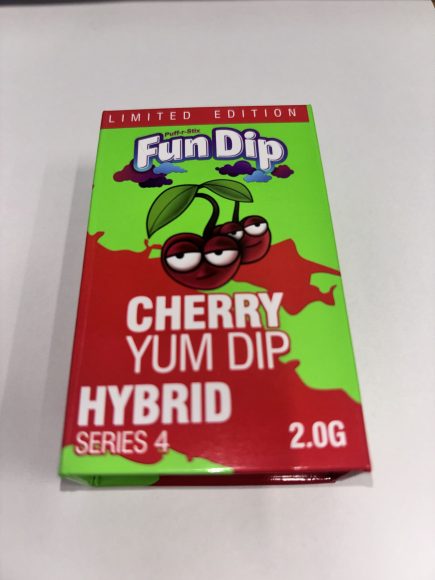 LIMITED EDITION
Puff-r-Stix
Fun Dip
CHERRY
YUM DIP
HYBRID
SERIES 4
2.0G